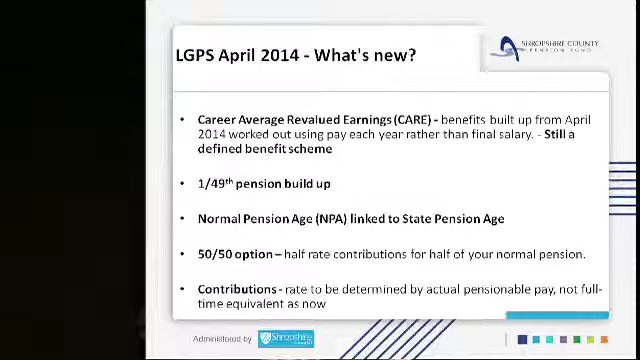 LGPS April 2014 - What's new?
SHROPSHIRE COUNTY
PENSION FUND
• Career Average Revalued Earnings (CARE) - benefits built up from April
2014 worked out using pay each year rather than final salary. - Still a
defined benefit scheme
• 1/49th pension build up
• Normal Pension Age (NPA) linked to State Pension Age
• 50/50 option – half rate contributions for half of your normal pension.
• Contributions - rate to be determined by actual pensionable pay, not full-
time equivalent as now
Administered by
Shropshire
Council